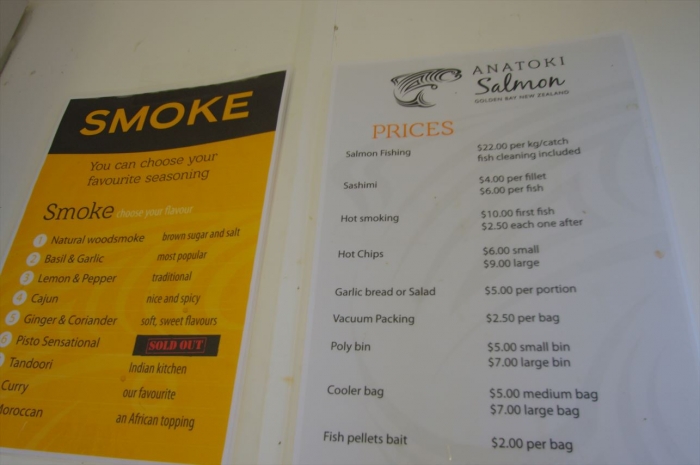 SMOKE
You can choose your
favourite seasoning
Smoke choose your flavour
1 Natural woodsmoke brown sugar and salt
2 Basil & Garlic most popular
3 Lemon & Pepper traditional
4 Cajun nice and spicy
5 Ginger & Coriander soft, sweet flavours
6 Pisto Sensational SOLD OUT
Tandoori Indian kitchen
Curry our favourite
Moroccan an African topping
ANATOKI
Salmon
GOLDEN BAY NEW ZEALAND
PRICES
Salmon Fishing $22.00 per kg/catch
fish cleaning included
Sashimi $4.00 per fillet
$6.00 per fish
Hot smoking $10.00 first fish
$2.50 each one after
Hot Chips $6.00 small
$9.00 large
Garlic bread or Salad $5.00 per portion
Vacuum Packing $2.50 per bag
Poly bin $5.00 small bin
$7.00 large bin
Cooler bag $5.00 medium bag
$7.00 large bag
Fish pellets bait $2.00 per bag